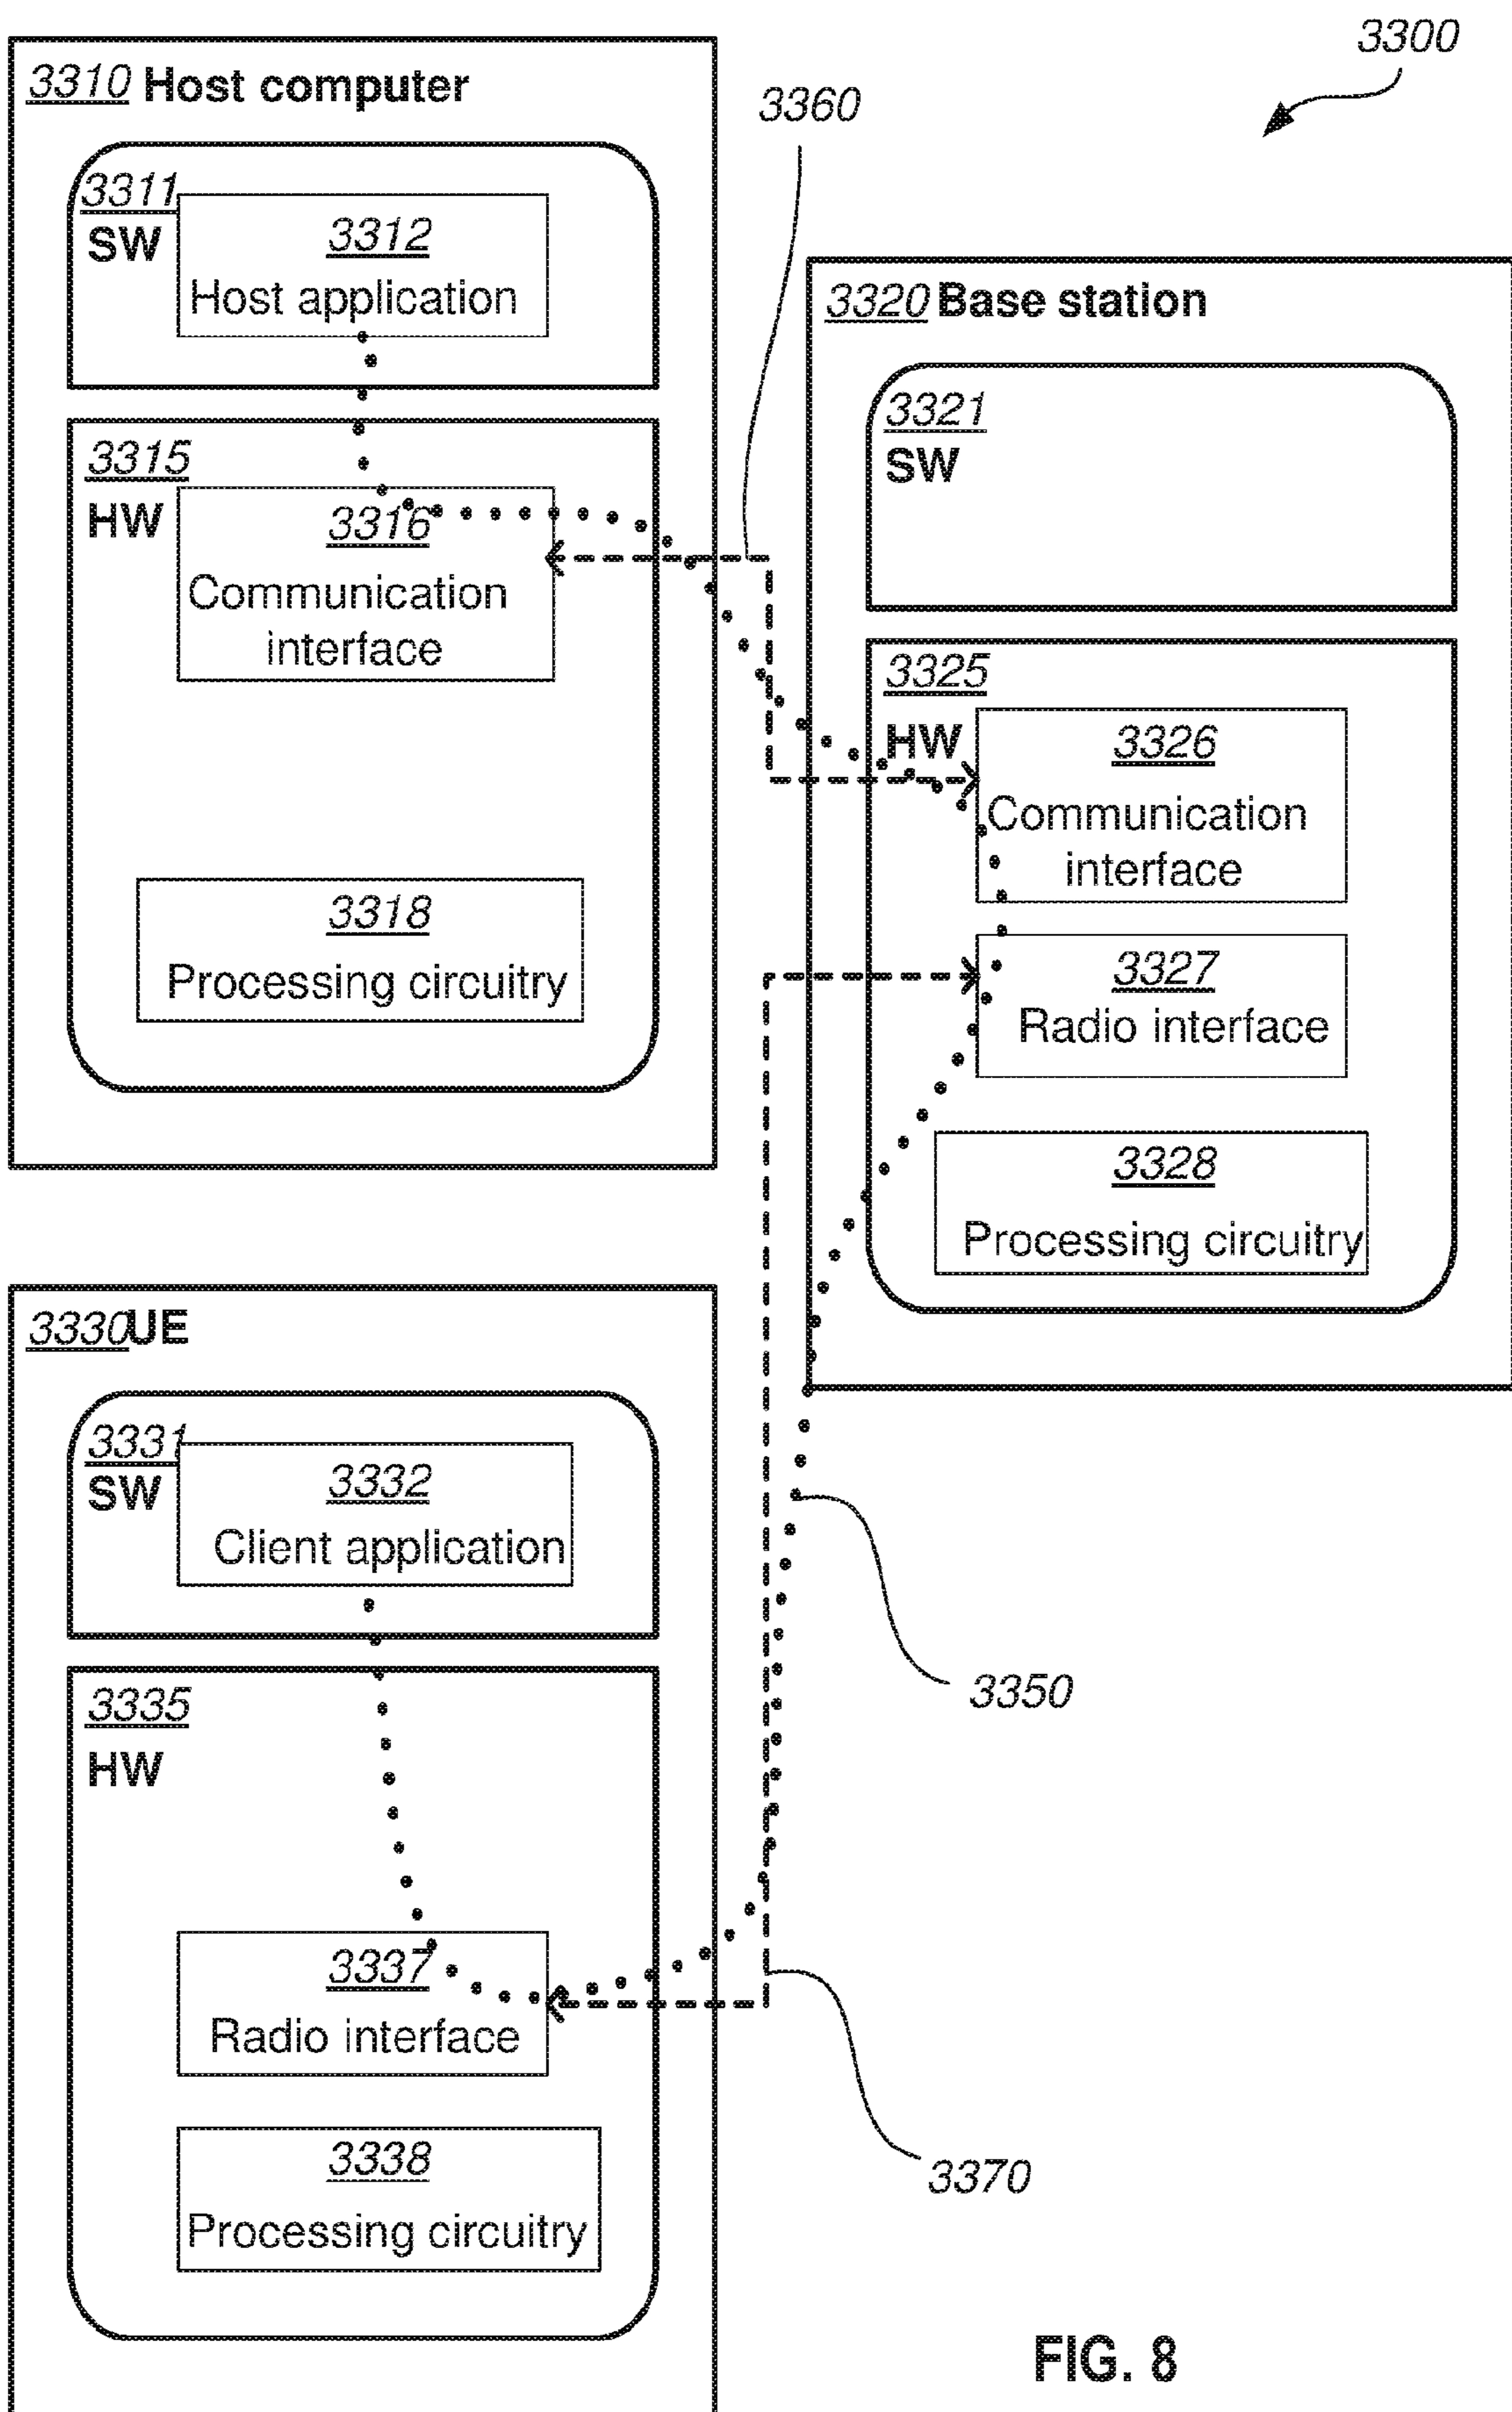 3300
3310 Host computer
3360
3311
SW
3312
Host application
3320 Base station
3321
SW
3315
HW
3316
Communication
interface
3325
HW
3326
Communication
interface
3318
Processing circuitry
3327
Radio interface
3328
Processing circuitry
3330 UE
3331
SW
3332
Client application
3350
3335
HW
3337
Radio interface
3370
3338
Processing circuitry
FIG. 8